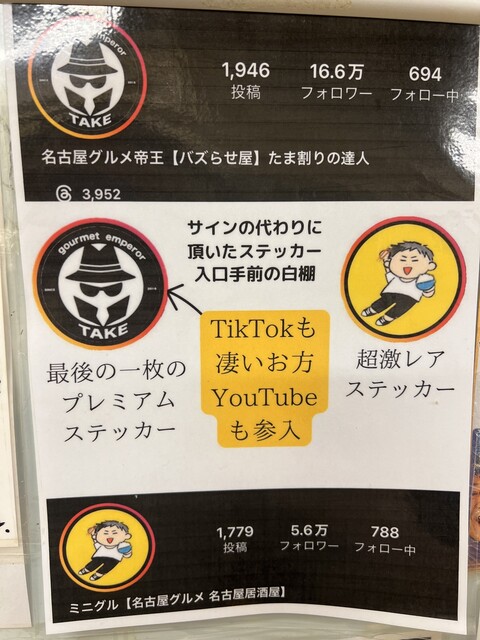 gourmet emperor
TAKE
1,946 16.6万 694
投稿 フォロワー フォロー中
名古屋グルメ帝王【バズらせ屋】たま割りの達人
3,952
サインの代わりに
頂いたステッカー
入口手前の白棚
gourmet emperor
TAKE
最後の一枚の
プレミアム
ステッカー
TikTokも
凄いお方
YouTube
も参入
超激レア
ステッカー
1,779 5.6万 788
投稿 フォロワー フォロー中
ミニグル【名古屋グルメ 名古屋居酒屋】